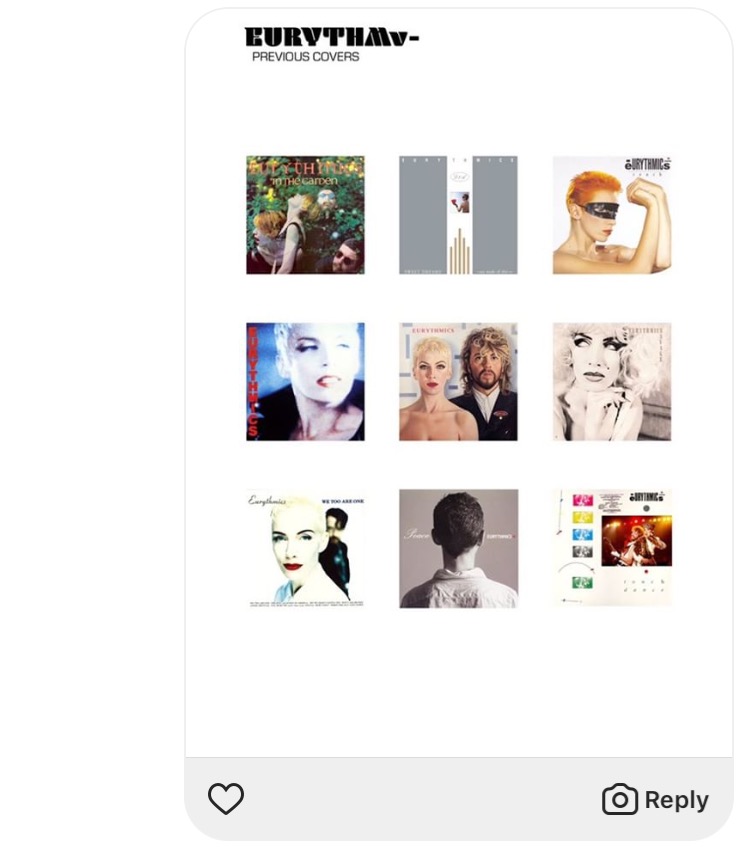 EURYTHMv-
PREVIOUS COVERS
EURYTHMICS
In The Garden
EURYTHMICS
EURYTHMICS
touch
EURYTHMICS
EURYTHMICS
EURYTHMICS
Eurythmics
WE TOO ARE ONE
Peace
EURYTHMICS
EURYTHMICS
touch
dance
Reply